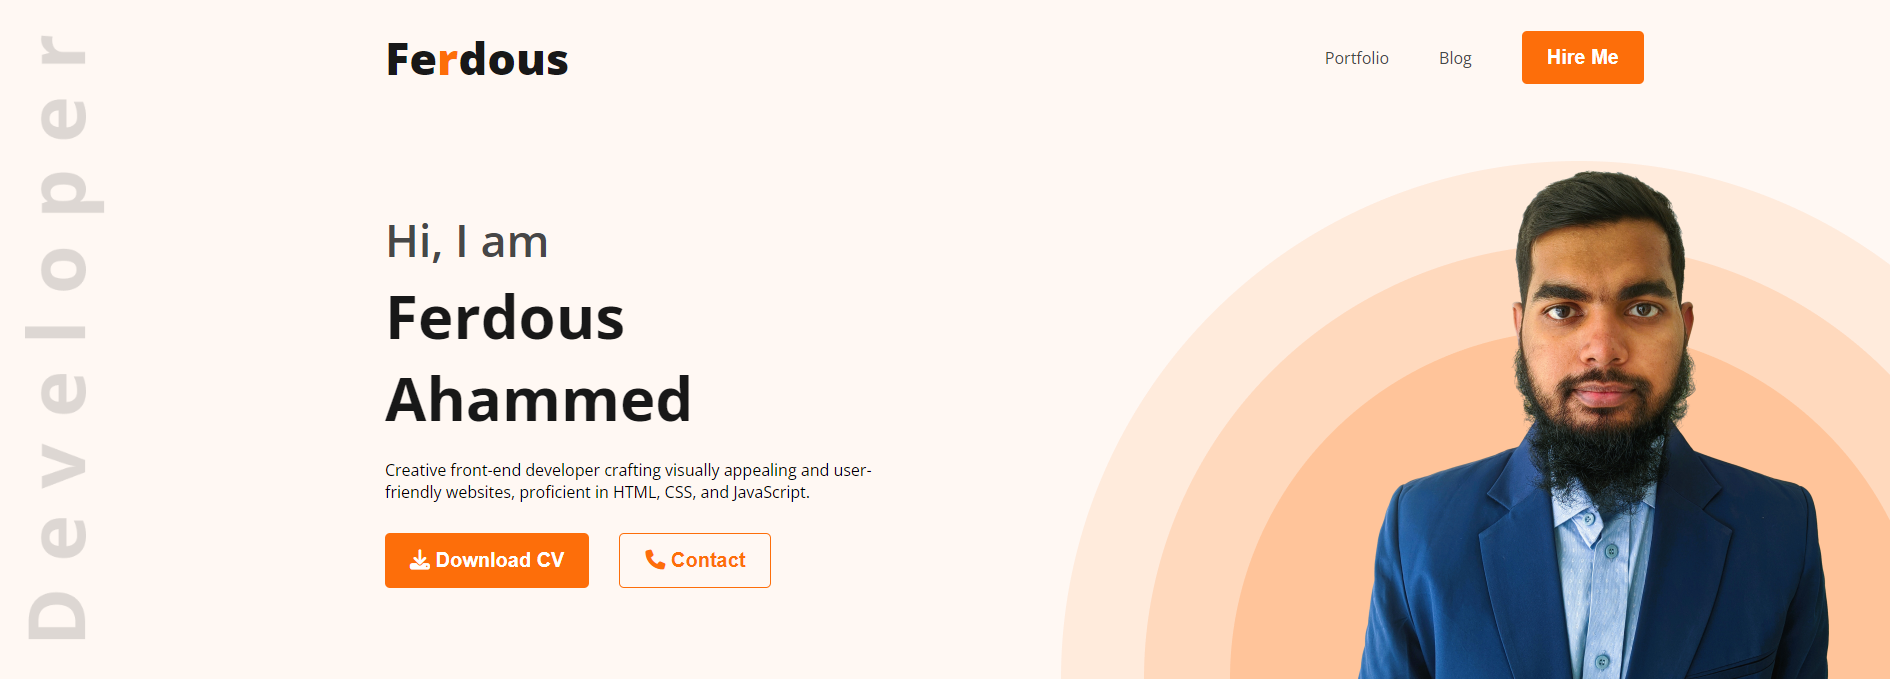 Developer
Ferdous
Portfolio
Blog
Hire Me
Hi, I am
Ferdous
Ahammed
Creative front-end developer crafting visually appealing and user-
friendly websites, proficient in HTML, CSS, and JavaScript.
Download CV
Contact